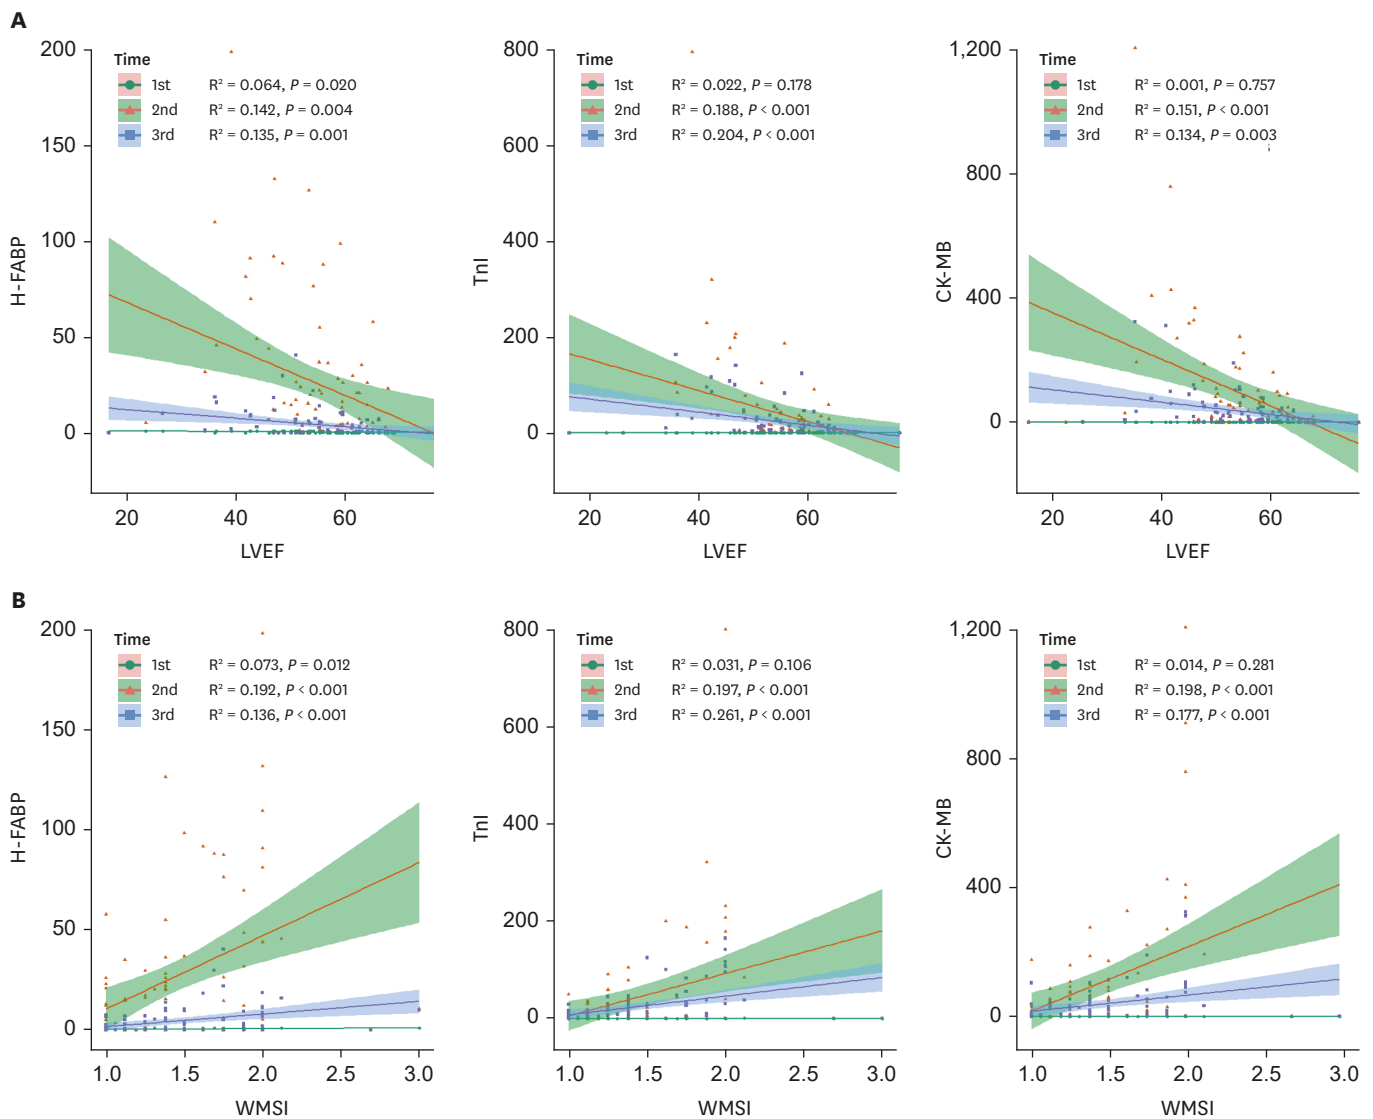 A
200
150
100
50
0
H-FABP
Time
1st R² = 0.064, P = 0.020
2nd R² = 0.142, P = 0.004
3rd R² = 0.135, P = 0.001
20 40 60
LVEF
800
600
400
200
0
TnI
Time
1st R² = 0.022, P = 0.178
2nd R² = 0.188, P < 0.001
3rd R² = 0.204, P < 0.001
20 40 60
LVEF
1,200
800
400
0
CK-MB
Time
1st R² = 0.001, P = 0.757
2nd R² = 0.151, P < 0.001
3rd R² = 0.134, P = 0.003
20 40 60
LVEF
B
200
150
100
50
0
H-FABP
Time
1st R² = 0.073, P = 0.012
2nd R² = 0.192, P < 0.001
3rd R² = 0.136, P < 0.001
1.0 1.5 2.0 2.5 3.0
WMSI
800
600
400
200
0
TnI
Time
1st R² = 0.031, P = 0.106
2nd R² = 0.197, P < 0.001
3rd R² = 0.261, P < 0.001
1.0 1.5 2.0 2.5 3.0
WMSI
1,200
800
400
0
CK-MB
Time
1st R² = 0.014, P = 0.281
2nd R² = 0.198, P < 0.001
3rd R² = 0.177, P < 0.001
1.0 1.5 2.0 2.5 3.0
WMSI